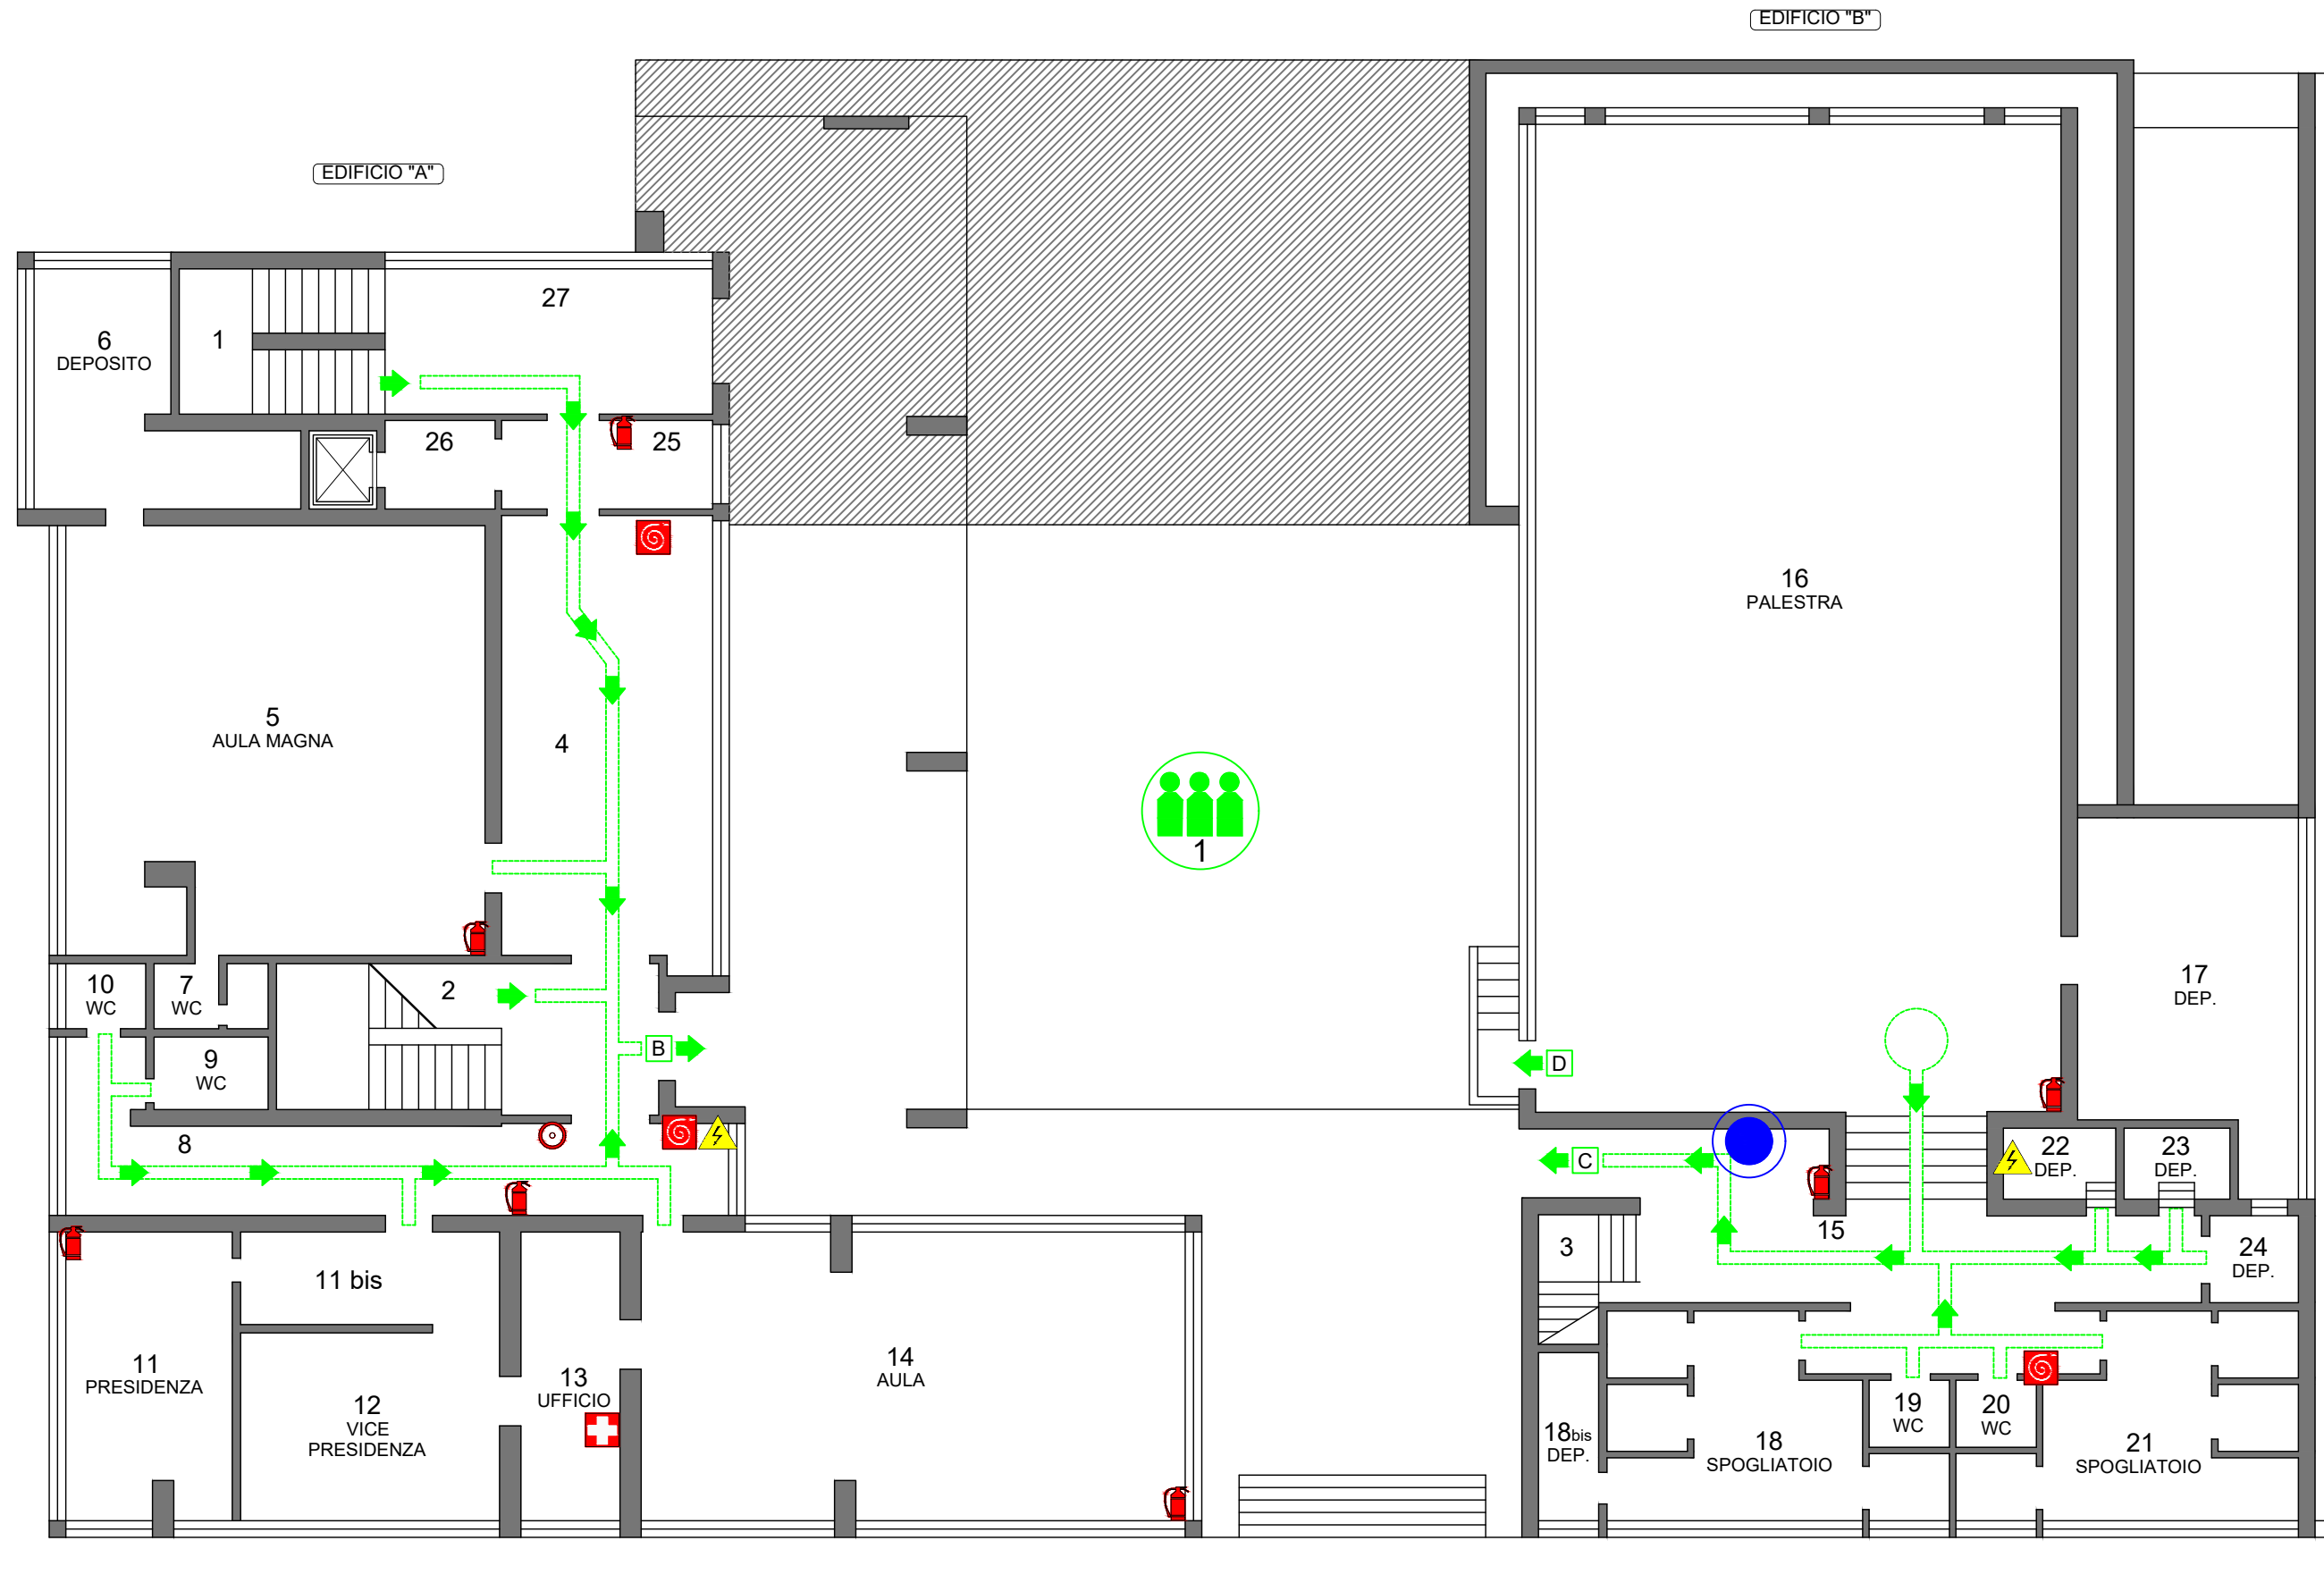 EDIFICIO "B"
EDIFICIO "A"
27
6
DEPOSITO
1
26
25
16
PALESTRA
5
AULA MAGNA
4
1
10
WC
7
WC
2
17
DEP.
9
WC
B
D
8
C
22
DEP.
23
DEP.
15
3
24
DEP.
11 bis
11
PRESIDENZA
12
VICE
PRESIDENZA
13
UFFICIO
14
AULA
18bis
DEP.
18
SPOGLIATOIO
19
WC
20
WC
21
SPOGLIATOIO